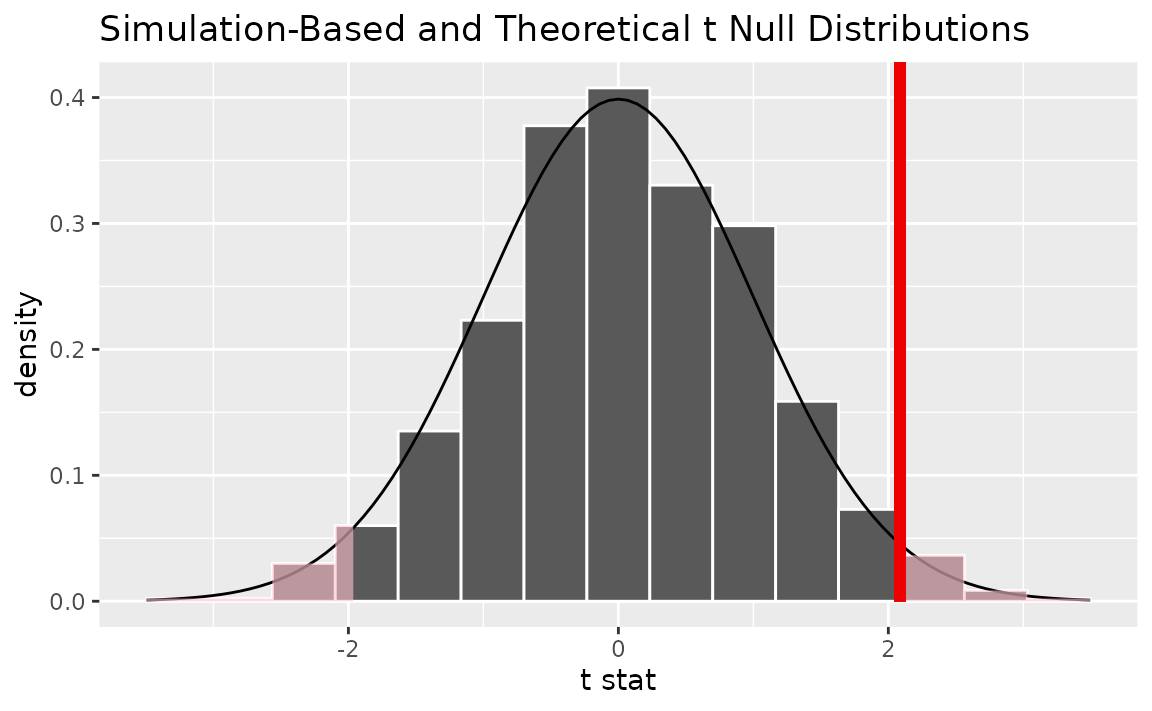 Simulation-Based and Theoretical t Null Distributions
0.4
0.3
0.2
0.1
0.0
density
-2 0 2
t stat